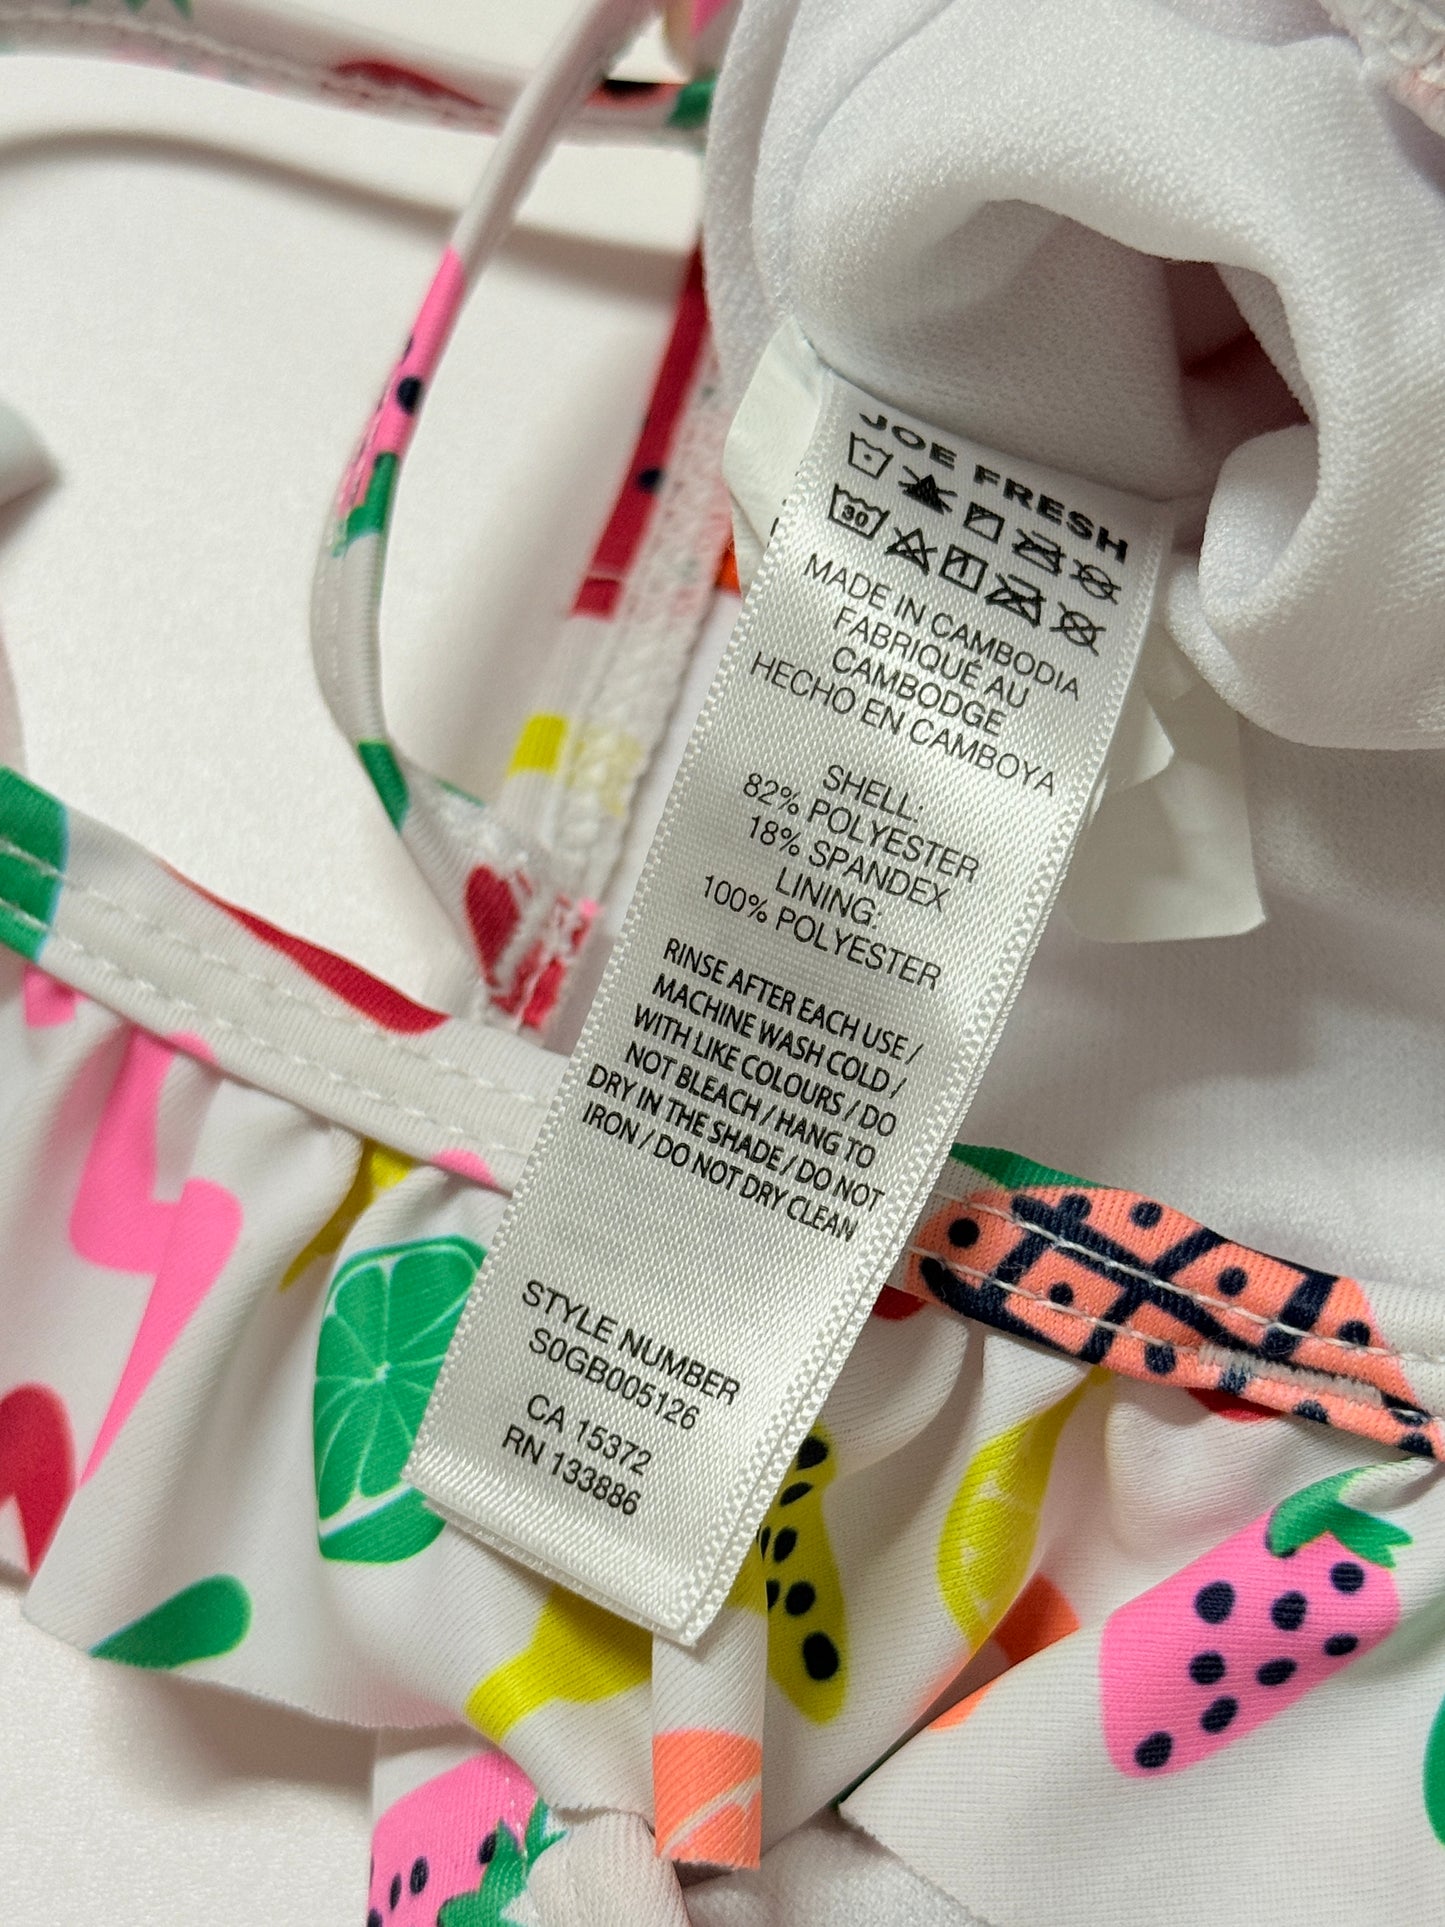 JOE FRESH
30
MADE IN CAMBODIA
FABRIQUÉ AU
CAMBODGE
HECHO EN CAMBOYA
SHELL:
82% POLYESTER
18% SPANDEX
LINING:
100% POLYESTER
RINSE AFTER EACH USE /
MACHINE WASH COLD /
WITH LIKE COLOURS / DO
NOT BLEACH / HANG TO
DRY IN THE SHADE / DO NOT
IRON / DO NOT DRY CLEAN
STYLE NUMBER
S0GB005126
CA 15372
RN 133886